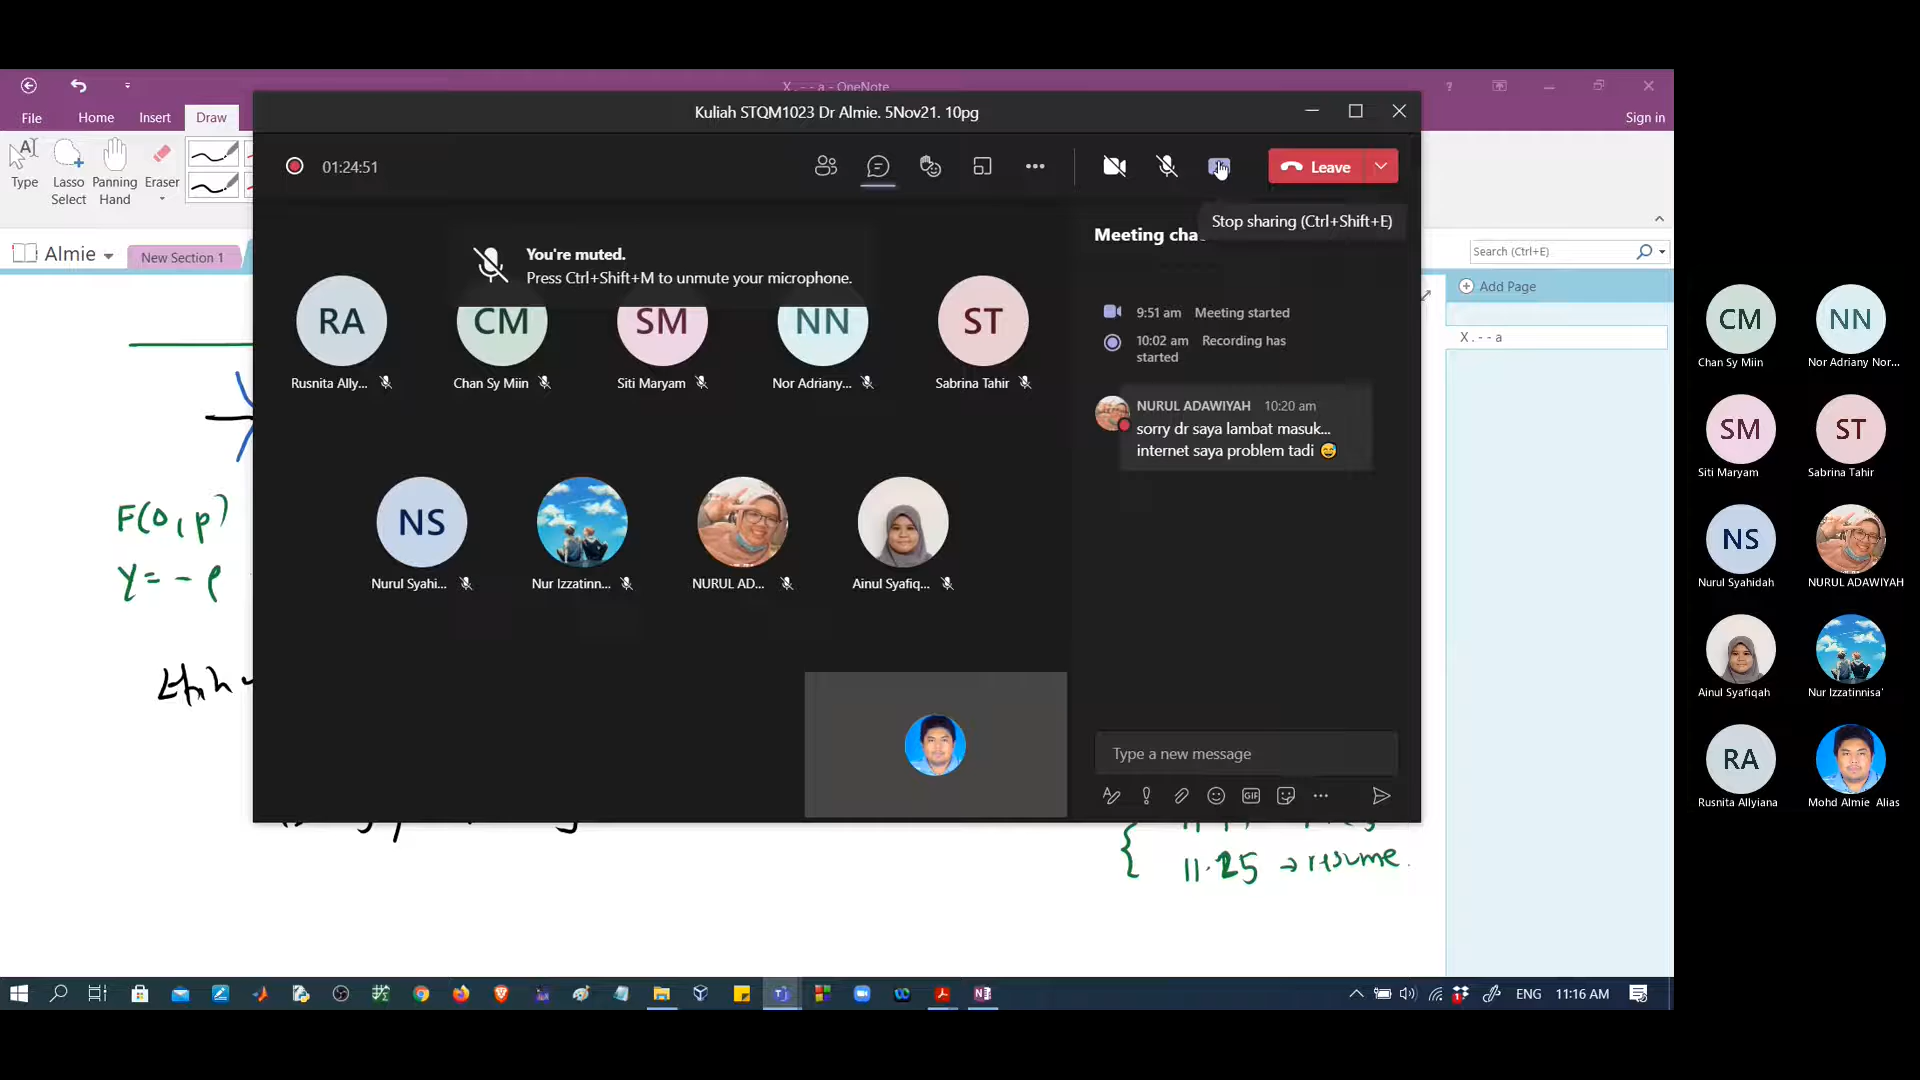 X . - - a - OneNote
File
Home
Insert
Draw
Sign in
Type
Lasso Select
Panning Hand
Eraser
Almie
New Section 1
Search (Ctrl+E)
Add Page
X . - - a
Kuliah STQM1023 Dr Almie. 5Nov21. 10pg
01:24:51
Leave
Stop sharing (Ctrl+Shift+E)
You're muted.
Press Ctrl+Shift+M to unmute your microphone.
RA
CM
SM
NN
ST
Rusnita Ally...
Chan Sy Miin
Siti Maryam
Nor Adriany...
Sabrina Tahir
NS
Nurul Syahi...
Nur Izzatinn...
NURUL AD...
Ainul Syafiq...
Meeting cha
9:51 am Meeting started
10:02 am Recording has
started
NURUL ADAWIYAH 10:20 am
sorry dr saya lambat masuk...
internet saya problem tadi 😅
Type a new message
GIF
F(0, p)
y = - p
11.25 → resume.
CM
NN
Chan Sy Miin
Nor Adriany Nor...
SM
ST
Siti Maryam
Sabrina Tahir
NS
Nurul Syahidah
NURUL ADAWIYAH
Ainul Syafiqah
Nur Izzatinnisa'
RA
Rusnita Allyiana
Mohd Almie Alias
ENG
11:16 AM